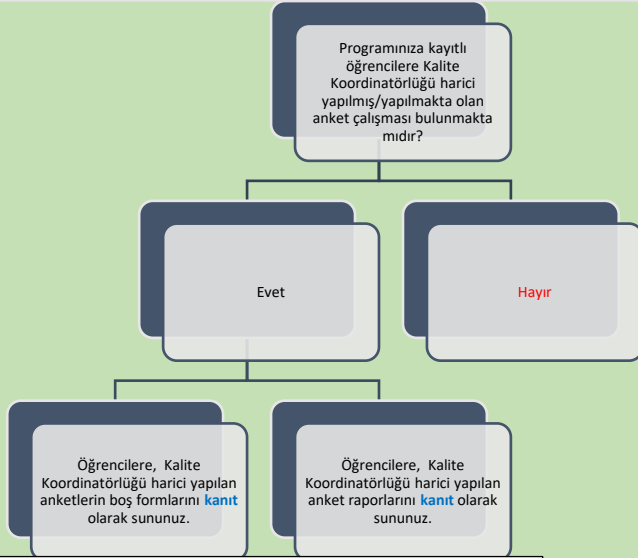 Programınıza kayıtlı
öğrencilere Kalite
Koordinatörlüğü harici
yapılmış/yapılmakta olan
anket çalışması bulunmakta
mıdır?
Evet
Hayır
Öğrencilere, Kalite
Koordinatörlüğü harici yapılan
anketlerin boş formlarını kanıt
olarak sununuz.
Öğrencilere, Kalite
Koordinatörlüğü harici yapılan
anket raporlarını kanıt olarak
sununuz.